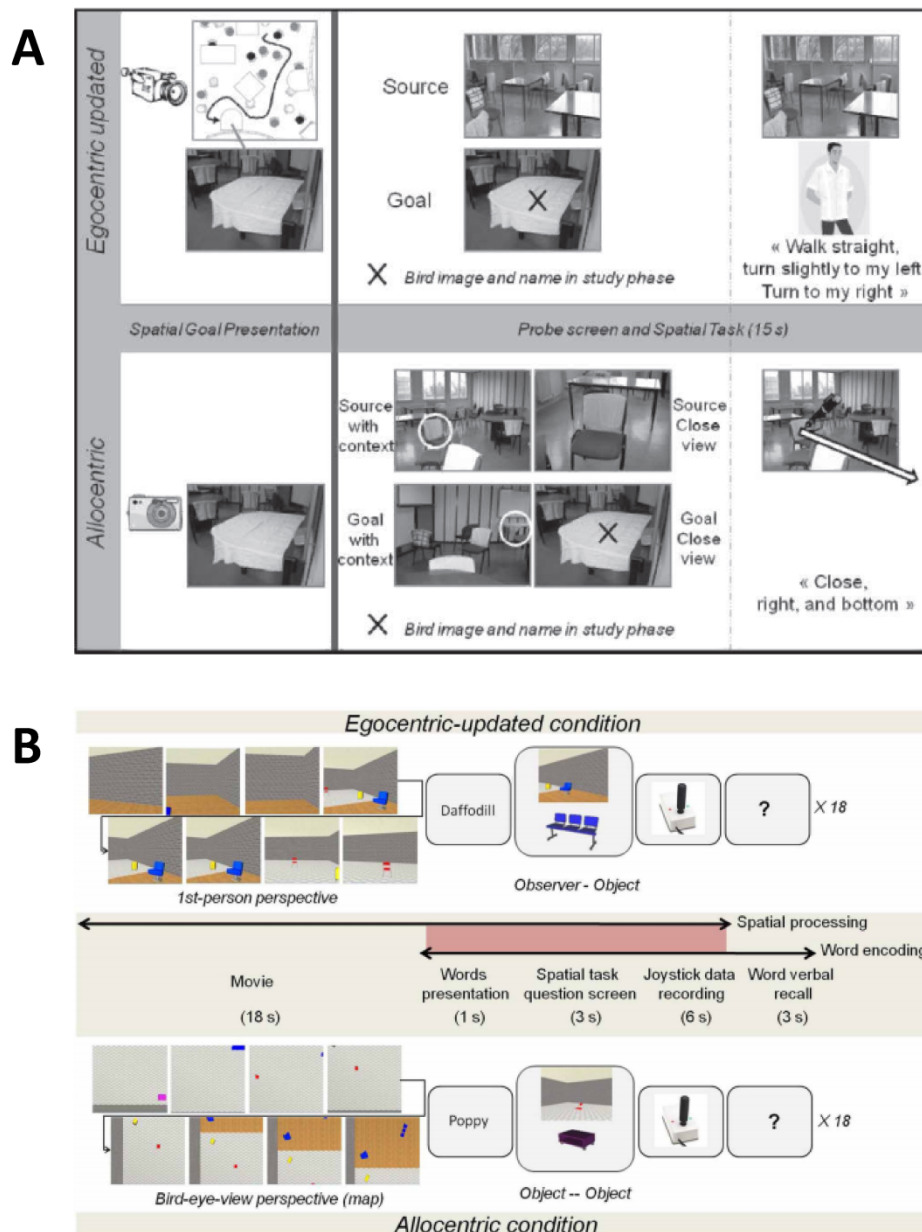 A
Egocentric updated
Source
Goal
X Bird image and name in study phase
« Walk straight,
turn slightly to my left
Turn to my right »
Spatial Goal Presentation
Probe screen and Spatial Task (15 s)
Allocentric
Source
with
context
Source
Close
view
Goal
with
context
Goal
Close
view
X Bird image and name in study phase
« Close,
right, and bottom »
B
Egocentric-updated condition
Daffodill
?
X 18
1st-person perspective
Observer - Object
Spatial processing
Word encoding
Movie
(18 s)
Words
presentation
(1 s)
Spatial task
question screen
(3 s)
Joystick data
recording
(6 s)
Word verbal
recall
(3 s)
Poppy
?
X 18
Bird-eye-view perspective (map)
Object -- Object
Allocentric condition